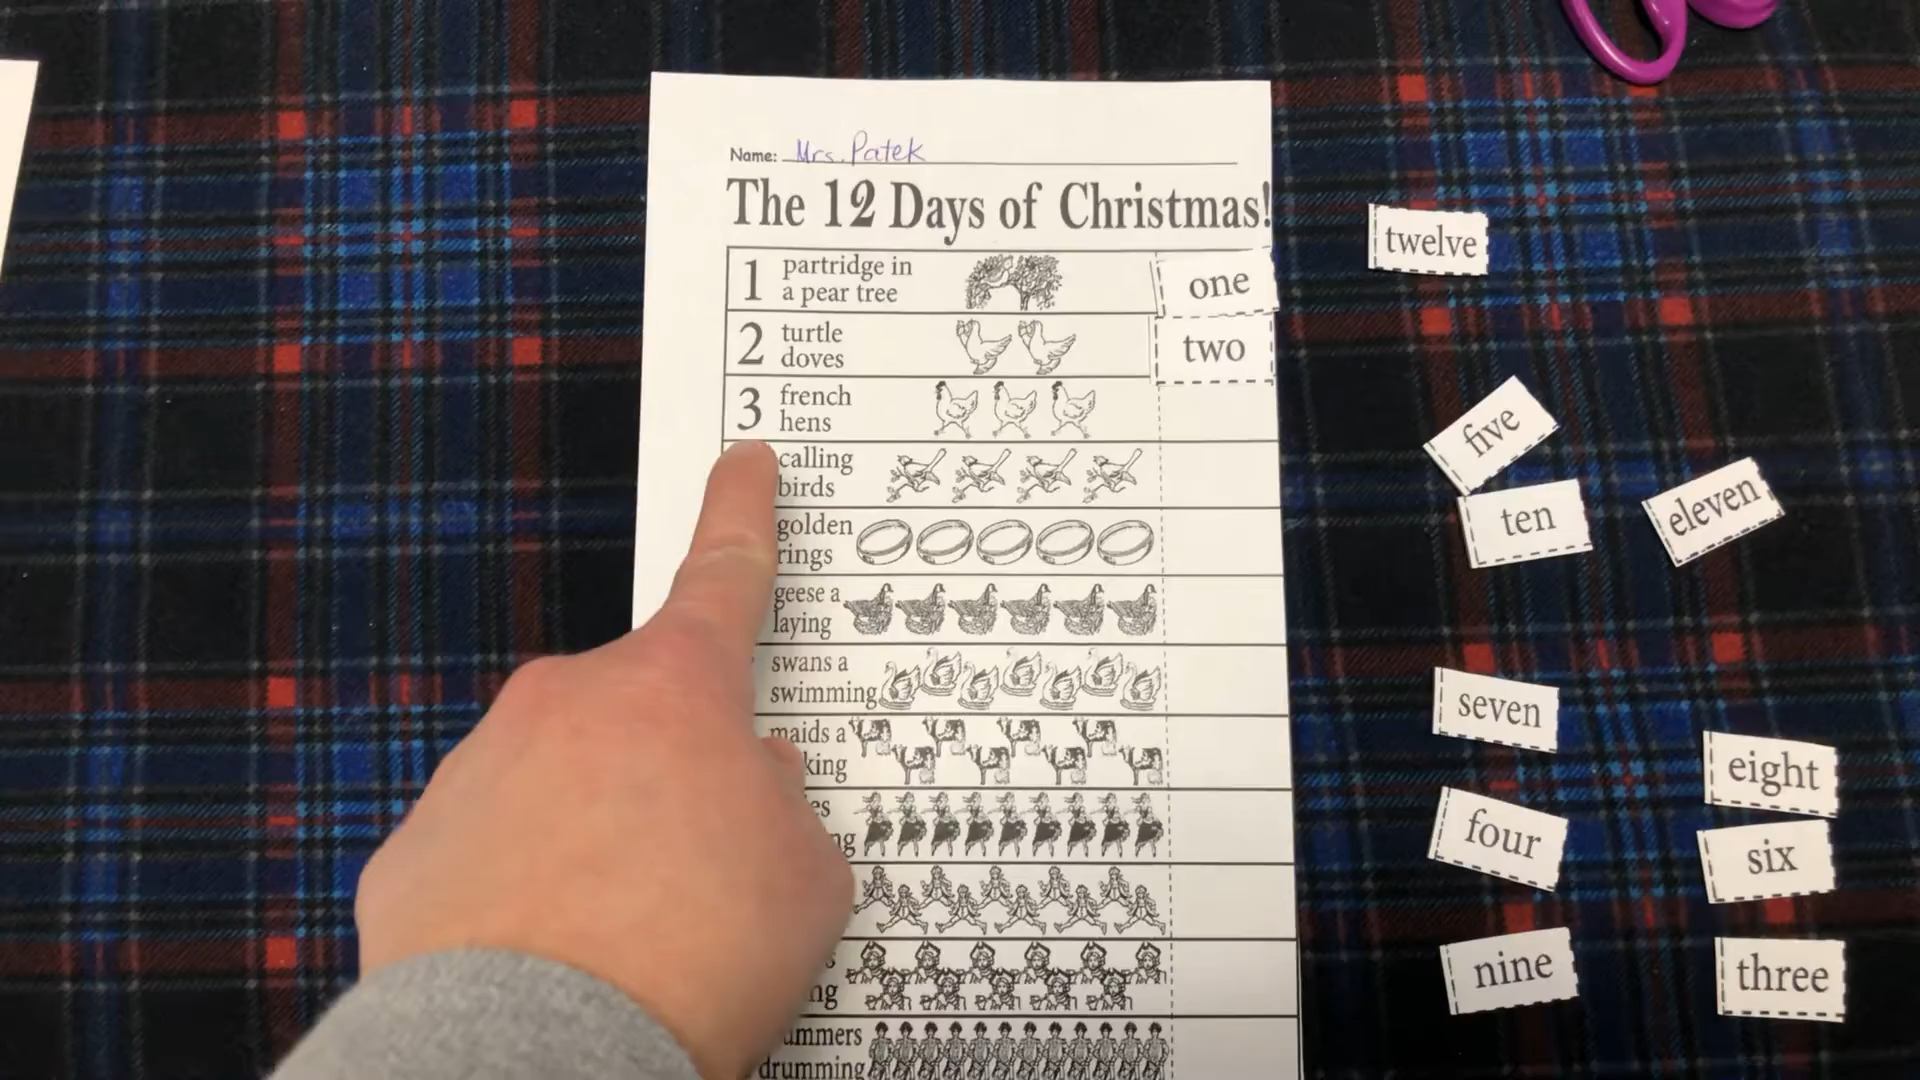 Name: Mrs. Patek
The 12 Days of Christmas!
1 partridge in
a pear tree
one
2 turtle
doves
two
3 french
hens
calling
birds
golden
rings
geese a
laying
swans a
swimming
maids a
drumming
twelve
five
ten
eleven
seven
eight
four
six
nine
three